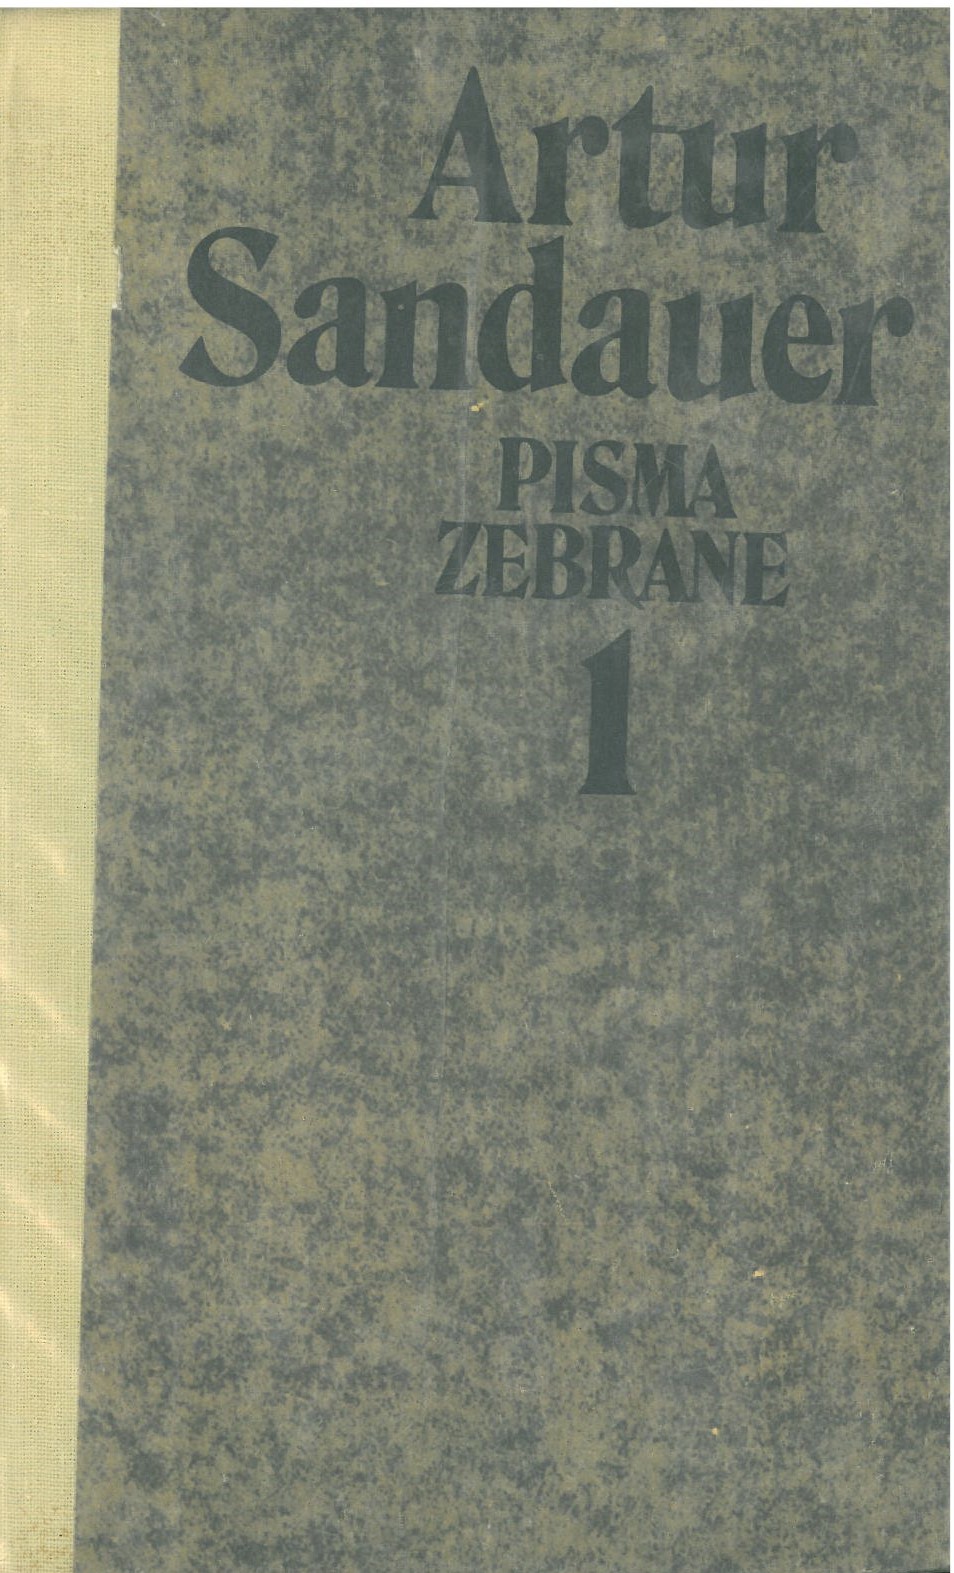 Artur
Sandauer
PISMA
ZEBRANE
1